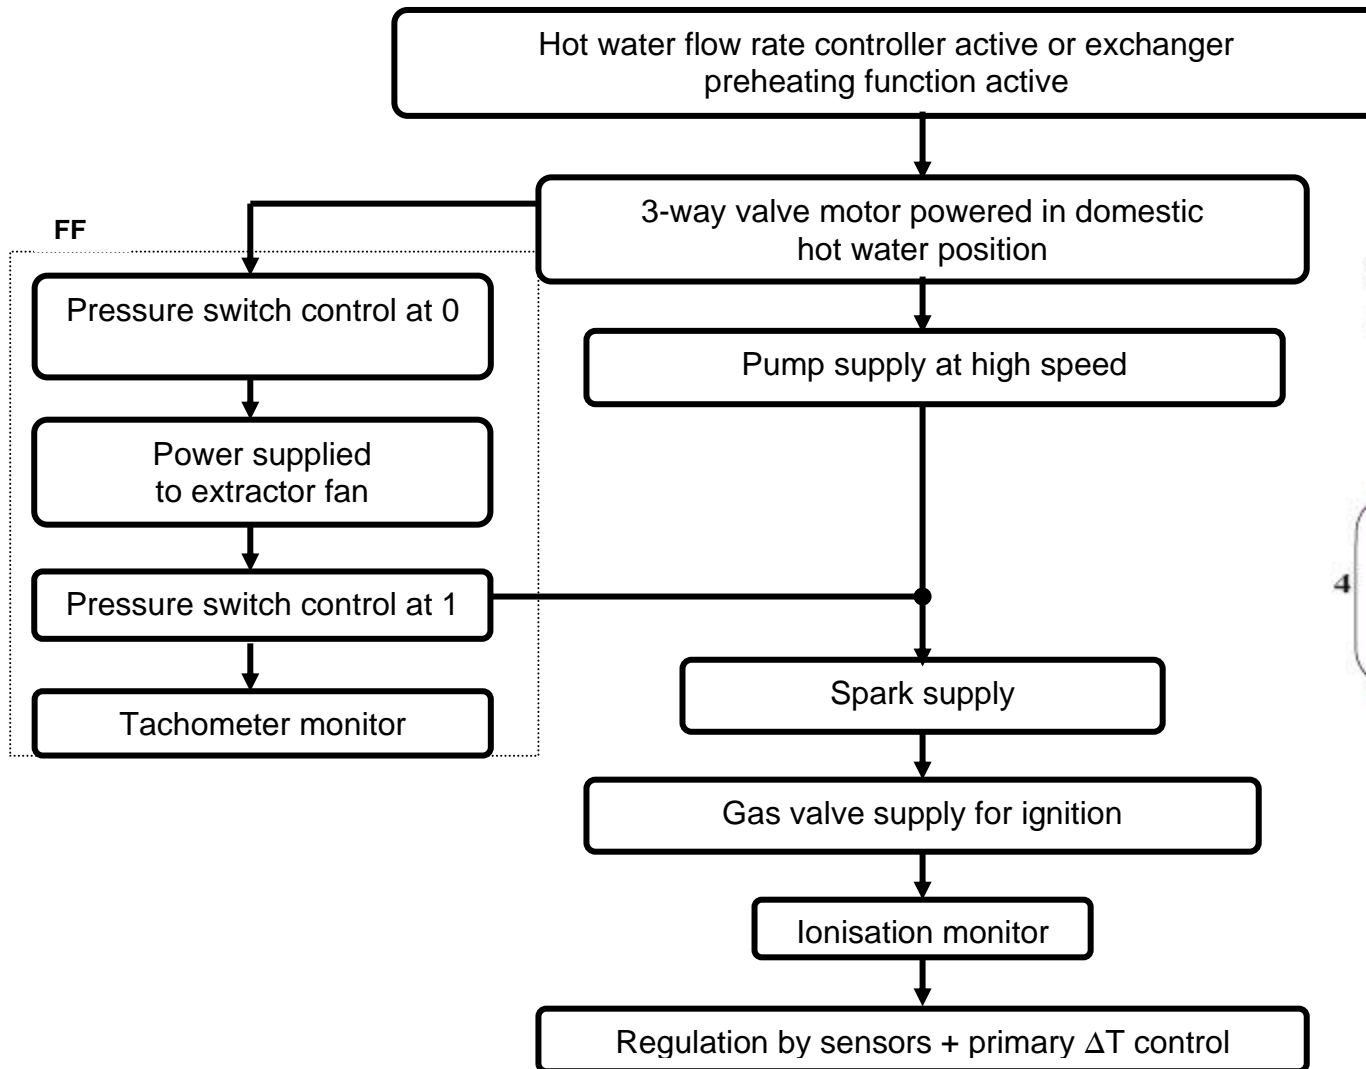 Hot water flow rate controller active or exchanger
preheating function active
3-way valve motor powered in domestic
hot water position
FF
Pressure switch control at 0
Pump supply at high speed
Power supplied
to extractor fan
Pressure switch control at 1
4
Spark supply
Tachometer monitor
Gas valve supply for ignition
Ionisation monitor
Regulation by sensors + primary ΔT control